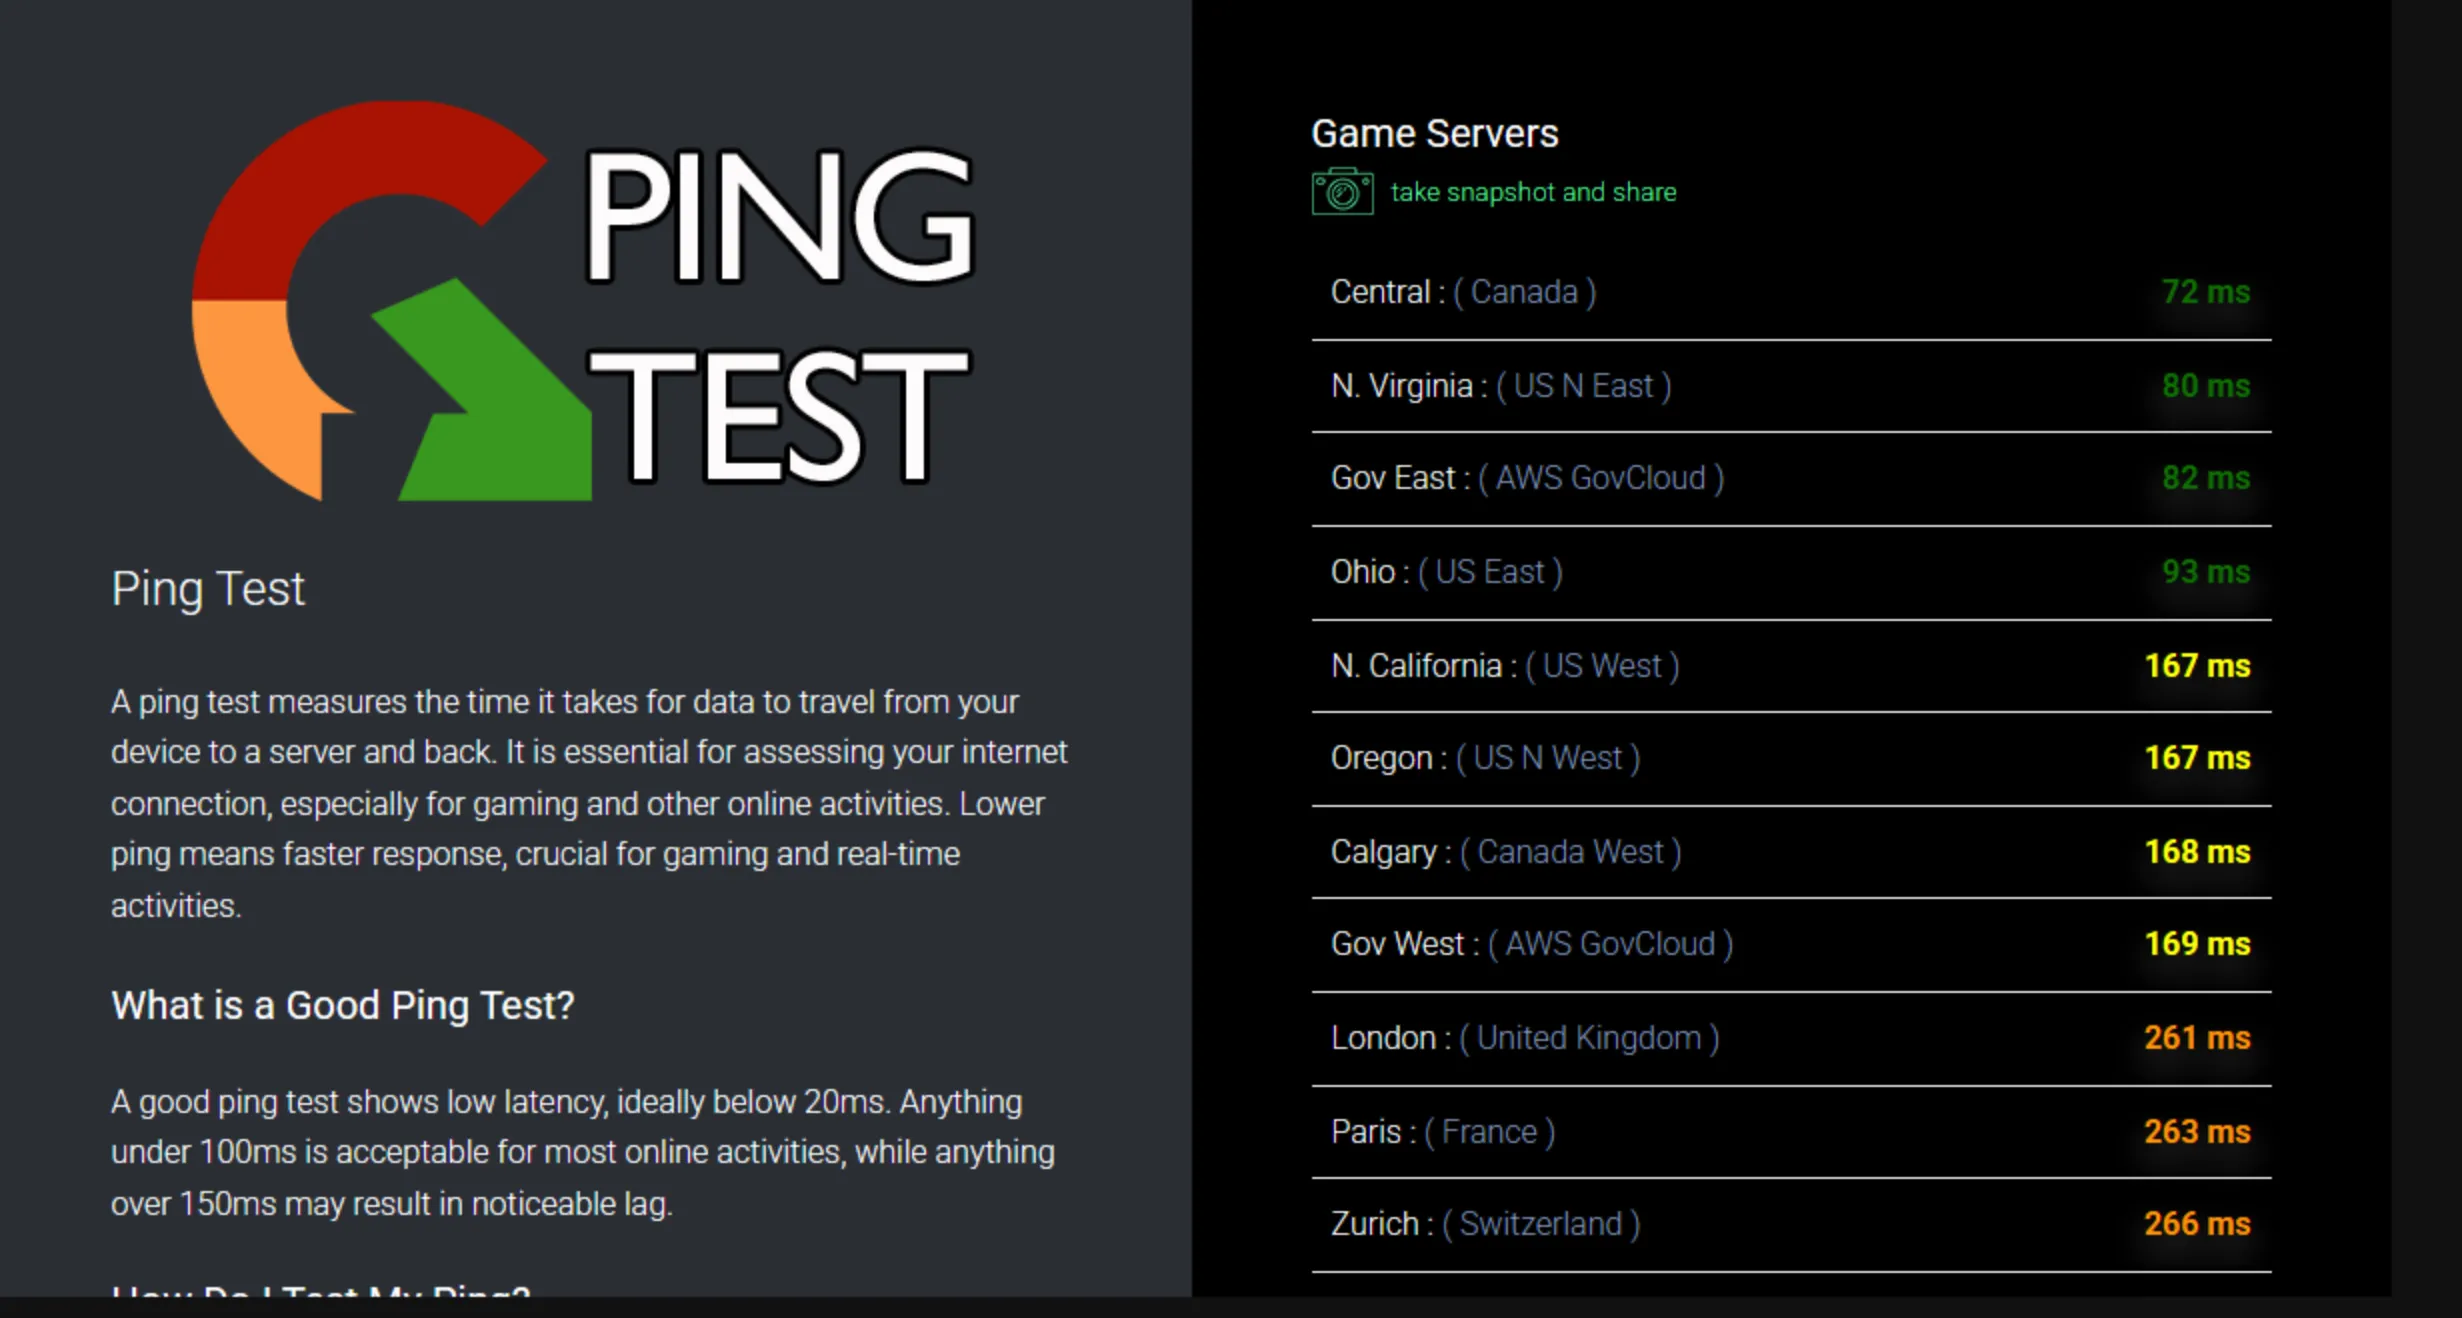 PING
TEST
Ping Test
A ping test measures the time it takes for data to travel from your
device to a server and back. It is essential for assessing your internet
connection, especially for gaming and other online activities. Lower
ping means faster response, crucial for gaming and real-time
activities.
What is a Good Ping Test?
A good ping test shows low latency, ideally below 20ms. Anything
under 100ms is acceptable for most online activities, while anything
over 150ms may result in noticeable lag.
How Do I Test My Ping?
Game Servers
take snapshot and share
Central : ( Canada ) 72 ms
N. Virginia : ( US N East ) 80 ms
Gov East : ( AWS GovCloud ) 82 ms
Ohio : ( US East ) 93 ms
N. California : ( US West ) 167 ms
Oregon : ( US N West ) 167 ms
Calgary : ( Canada West ) 168 ms
Gov West : ( AWS GovCloud ) 169 ms
London : ( United Kingdom ) 261 ms
Paris : ( France ) 263 ms
Zurich : ( Switzerland ) 266 ms